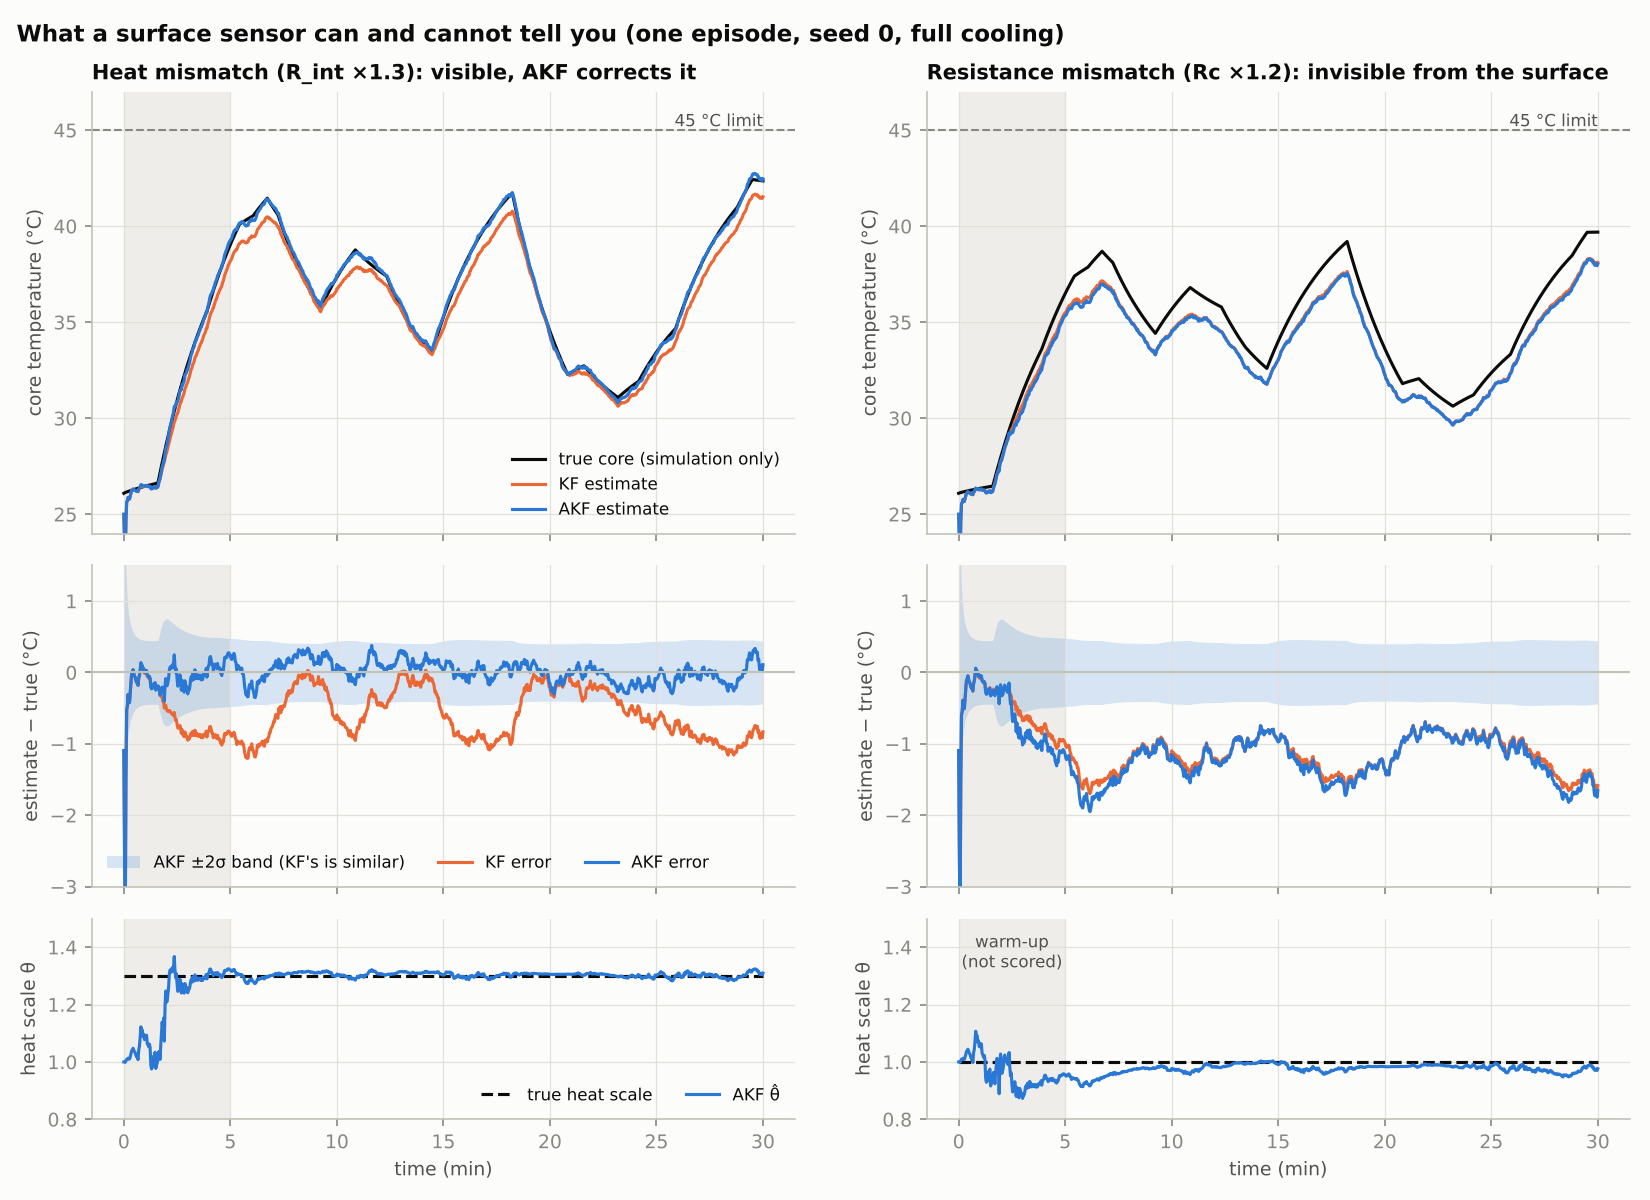 What a surface sensor can and cannot tell you (one episode, seed 0, full cooling)
Heat mismatch (R_int ×1.3): visible, AKF corrects it
45 °C limit
core temperature (°C)
45
40
35
30
25
true core (simulation only)
KF estimate
AKF estimate
Resistance mismatch (Rc ×1.2): invisible from the surface
45 °C limit
core temperature (°C)
45
40
35
30
25
estimate − true (°C)
1
0
−1
−2
−3
AKF ±2σ band (KF's is similar)
KF error
AKF error
estimate − true (°C)
1
0
−1
−2
−3
heat scale θ
1.4
1.2
1.0
0.8
true heat scale
AKF θ̂
0
5
10
15
20
25
30
time (min)
heat scale θ
1.4
1.2
1.0
0.8
warm-up
(not scored)
0
5
10
15
20
25
30
time (min)